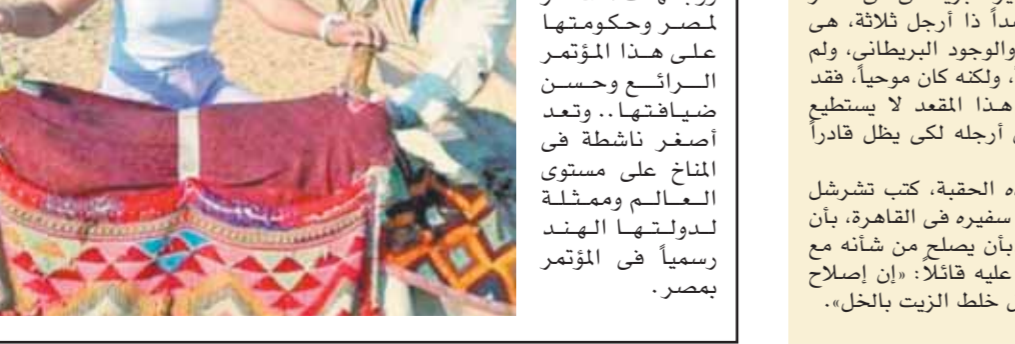 ذا أرجل ثلاثة، هى
والوجود البريطانى، ولم
، ولكنه كان موحياً، فقد
هذا المقعد لا يستطيع
أرجله لكى يظل قادراً
الحقبة، كتب تشرشل
سفيره فى القاهرة، بأن
بأن يصلح من شأنه مع
عليه قائلاً: «إن إصلاح
خلط الزيت بالخل».
لمصر وحكومتها
على هذا المؤتمر
الرائع وحسن
ضيافتها.. وتعد
أصغر ناشطة فى
المناخ على مستوى
العالم وممثلة
لدولتها الهند
رسمياً فى المؤتمر
بمصر.